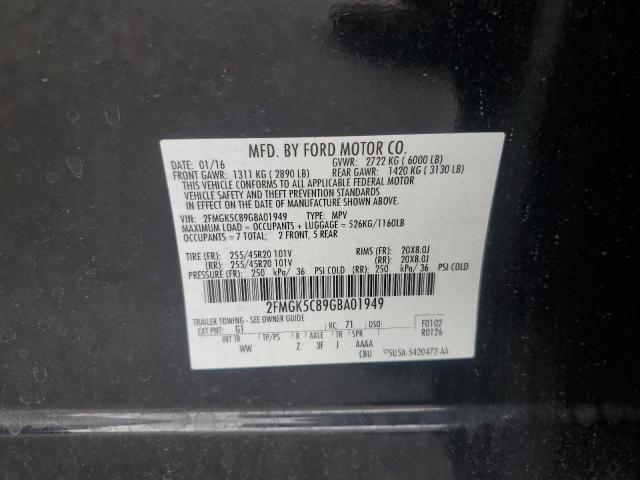 MFD. BY FORD MOTOR CO.
DATE: 01/16 GVWR: 2722 KG ( 6000 LB)
FRONT GAWR: 1311 KG ( 2890 LB) REAR GAWR: 1420 KG ( 3130 LB)
THIS VEHICLE CONFORMS TO ALL APPLICABLE FEDERAL MOTOR
VEHICLE SAFETY AND THEFT PREVENTION STANDARDS
IN EFFECT ON THE DATE OF MANUFACTURE SHOWN ABOVE.
VIN: 2FMGK5C89GBA01949 TYPE: MPV
MAXIMUM LOAD = OCCUPANTS + LUGGAGE = 526KG/1160LB
OCCUPANTS = 7 TOTAL; 2 FRONT, 5 REAR
TIRE (FR): 255/45R20 101V RIMS (FR): 20X8.0J
(RR): 255/45R20 101V (RR): 20X8.0J
PRESSURE (FR): 250 kPa/ 36 PSI COLD (RR): 250 kPa/ 36 PSI COLD
2FMGK5C89GBA01949
TRAILER TOWING - SEE OWNER GUIDE
EXT PNT: G1 RC: 71 DSO: F0102
INT TR TP/PS R AXLE TR SPR R0126
WW Z 3F J AAAA
CBU SU5A-5420472-AA